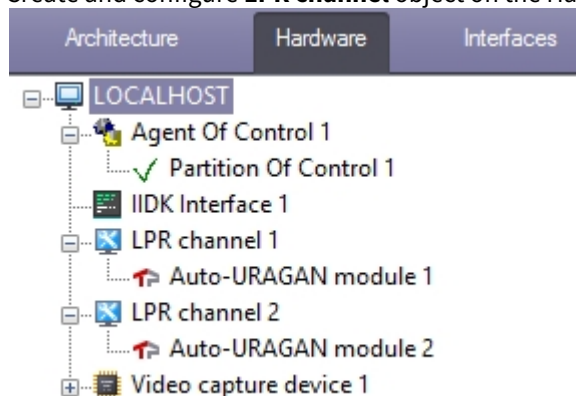 Create and configure LPR channel object on the Ha
Architecture Hardware Interfaces
LOCALHOST
Agent Of Control 1
Partition Of Control 1
IIDK Interface 1
LPR channel 1
Auto-URAGAN module 1
LPR channel 2
Auto-URAGAN module 2
Video capture device 1